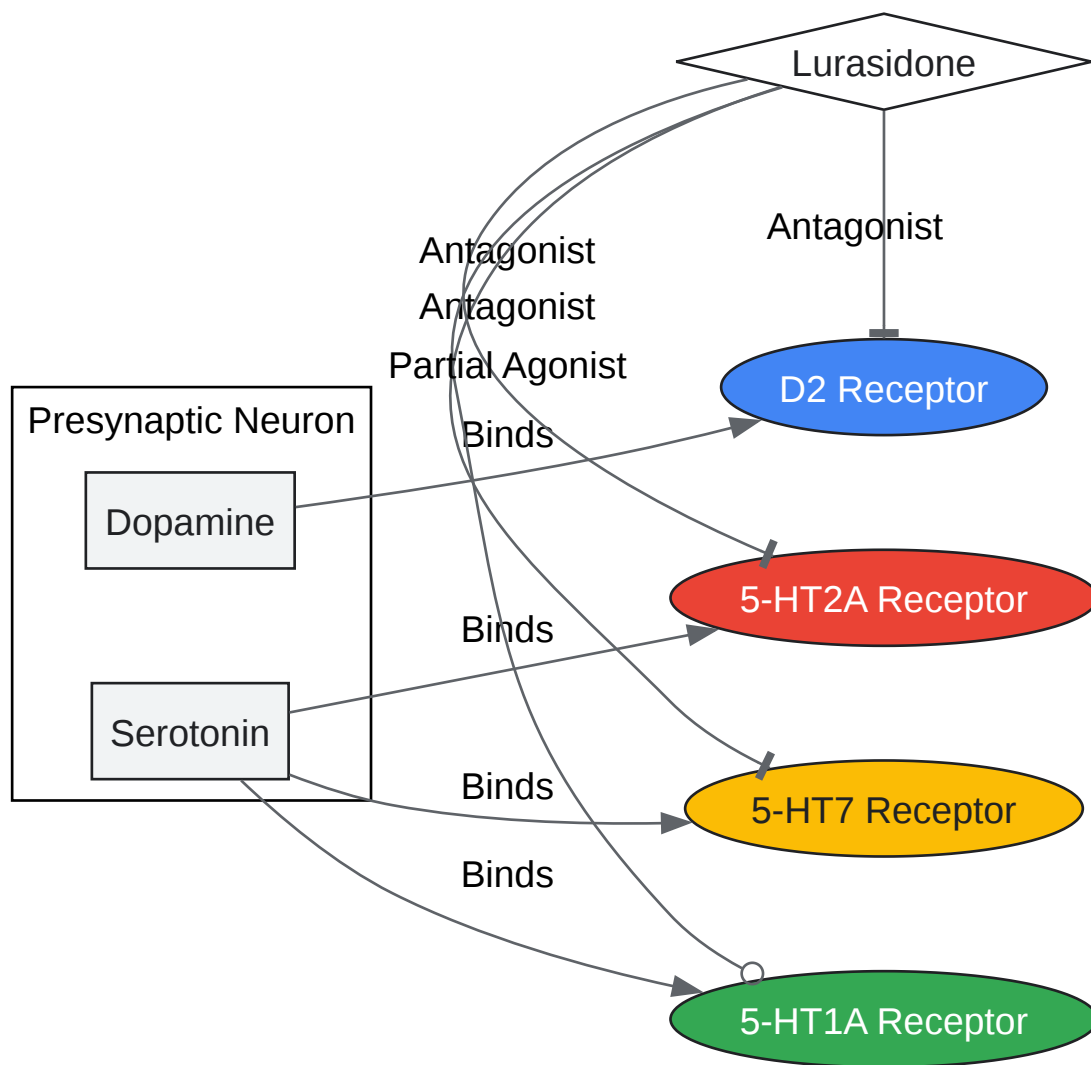 Lurasidone
Antagonist
Antagonist
Antagonist
Partial Agonist
D2 Receptor
Presynaptic Neuron
Binds
Dopamine
5-HT2A Receptor
Binds
Serotonin
Binds
5-HT7 Receptor
Binds
5-HT1A Receptor